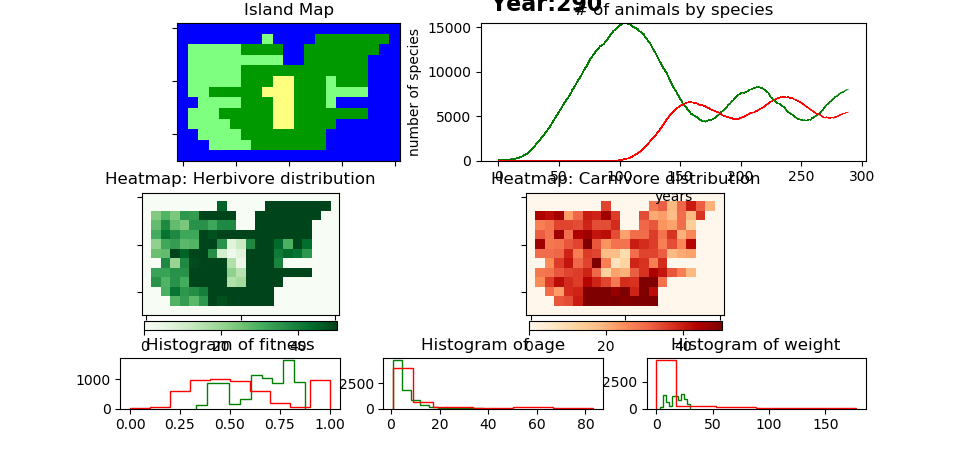 Year:290
Island Map
# of animals by species
number of species
15000
10000
5000
0
0 50 100 150 200 250 300
years
Heatmap: Herbivore distribution
Heatmap: Carnivore distribution
0 20 40
0 20 40
Histogram of fitness
Histogram of age
Histogram of weight
1000
0
0.00 0.25 0.50 0.75 1.00
2500
0
0 20 40 60 80
2500
0
0 50 100 150